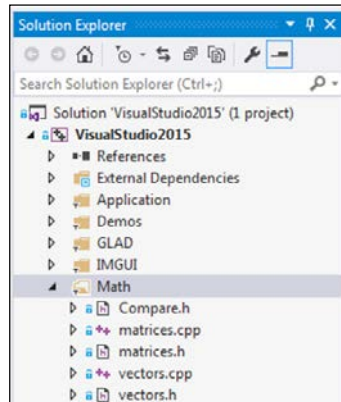 Solution Explorer
Search Solution Explorer (Ctrl+;)
Solution 'VisualStudio2015' (1 project)
VisualStudio2015
References
External Dependencies
Application
Demos
GLAD
IMGUI
Math
Compare.h
matrices.cpp
matrices.h
vectors.cpp
vectors.h